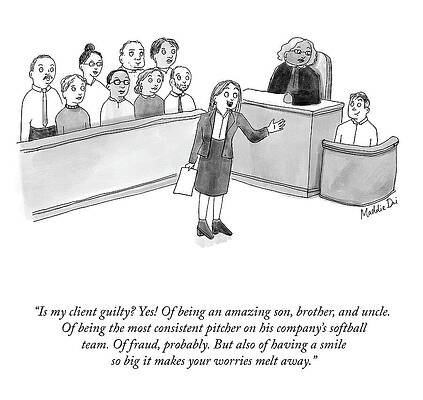 Maddie Dai
“Is my client guilty? Yes! Of being an amazing son, brother, and uncle.
Of being the most consistent pitcher on his company’s softball
team. Of fraud, probably. But also of having a smile
so big it makes your worries melt away.”